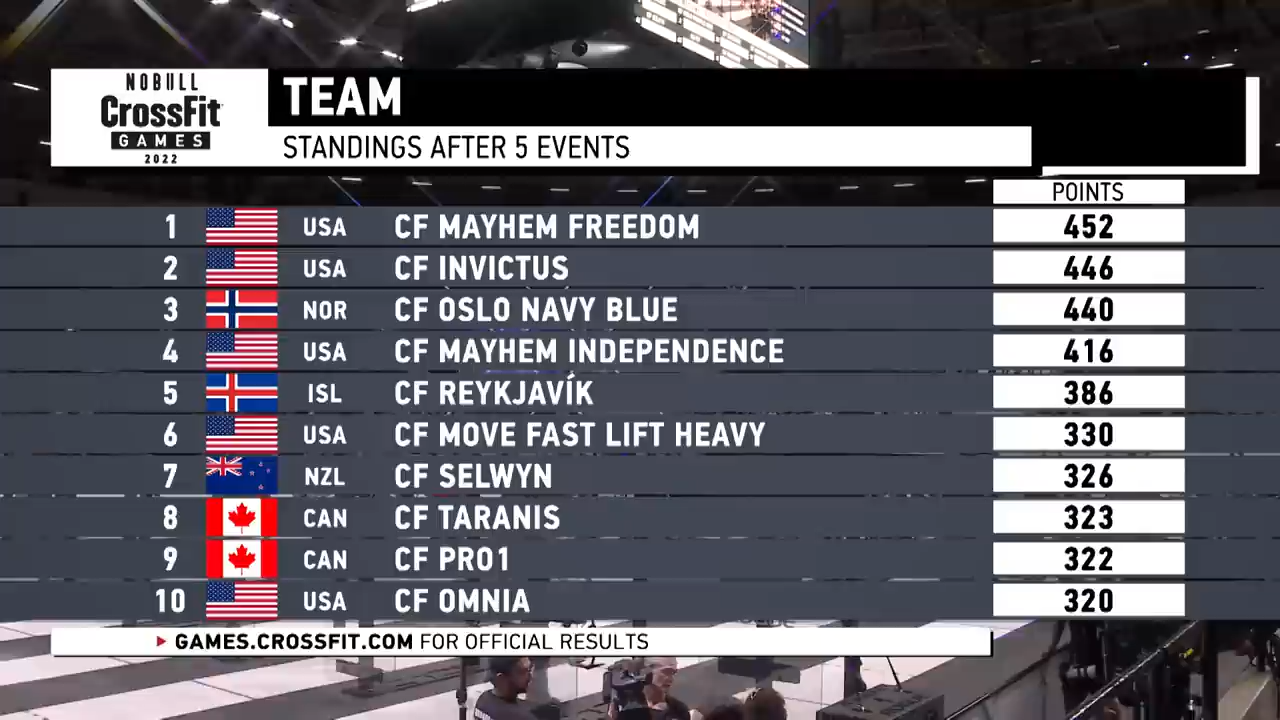 NOBULL
CrossFit
GAMES
2022
TEAM
STANDINGS AFTER 5 EVENTS
POINTS
1 USA CF MAYHEM FREEDOM 452
2 USA CF INVICTUS 446
3 NOR CF OSLO NAVY BLUE 440
4 USA CF MAYHEM INDEPENDENCE 416
5 ISL CF REYKJAVÍK 386
6 USA CF MOVE FAST LIFT HEAVY 330
7 NZL CF SELWYN 326
8 CAN CF TARANIS 323
9 CAN CF PRO1 322
10 USA CF OMNIA 320
GAMES.CROSSFIT.COM FOR OFFICIAL RESULTS